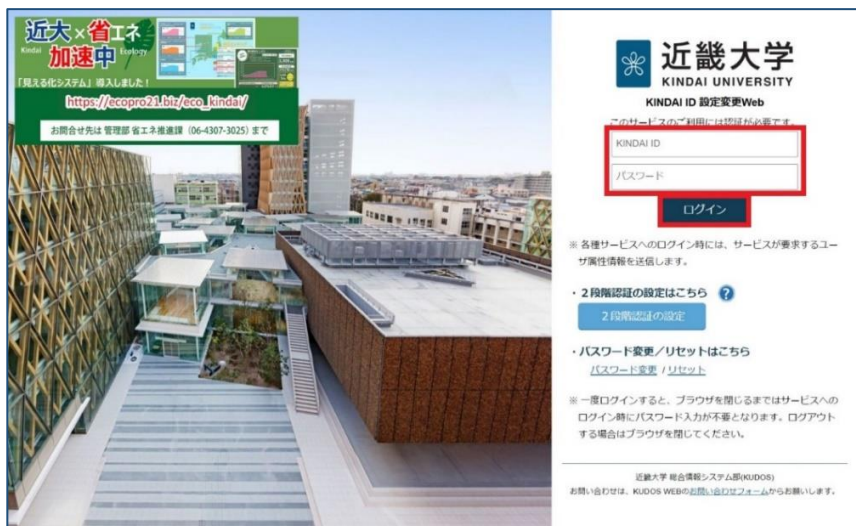 近大×省エネ
Kindai
Ecology
加速中
「見える化システム」導入しました！
https://ecopro21.biz/eco_kindai/
お問合せ先は 管理部 省エネ推進課（06-4307-3025）まで
近畿大学
KINDAI UNIVERSITY
KINDAI ID 設定変更Web
このサービスのご利用には認証が必要です。
KINDAI ID
パスワード
ログイン
※ 各種サービスへのログイン時には、サービスが要求するユー
ザ属性情報を送信します。
・２段階認証の設定はこちら ?
２段階認証の設定
・パスワード変更／リセットはこちら
パスワード変更 / リセット
※ 一度ログインすると、ブラウザを閉じるまではサービスへの
ログイン時にパスワード入力が不要となります。ログアウト
する場合はブラウザを閉じてください。
近畿大学 総合情報システム部(KUDOS)
お問い合わせは、KUDOS WEBのお問い合わせフォームからお願いします。